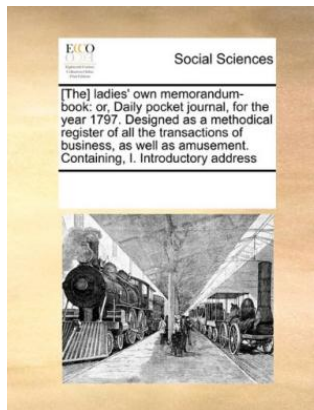 ECCO
Social Sciences
[The] ladies' own memorandum-
book: or, Daily pocket journal, for the
year 1797. Designed as a methodical
register of all the transactions of
business, as well as amusement.
Containing, I. Introductory address